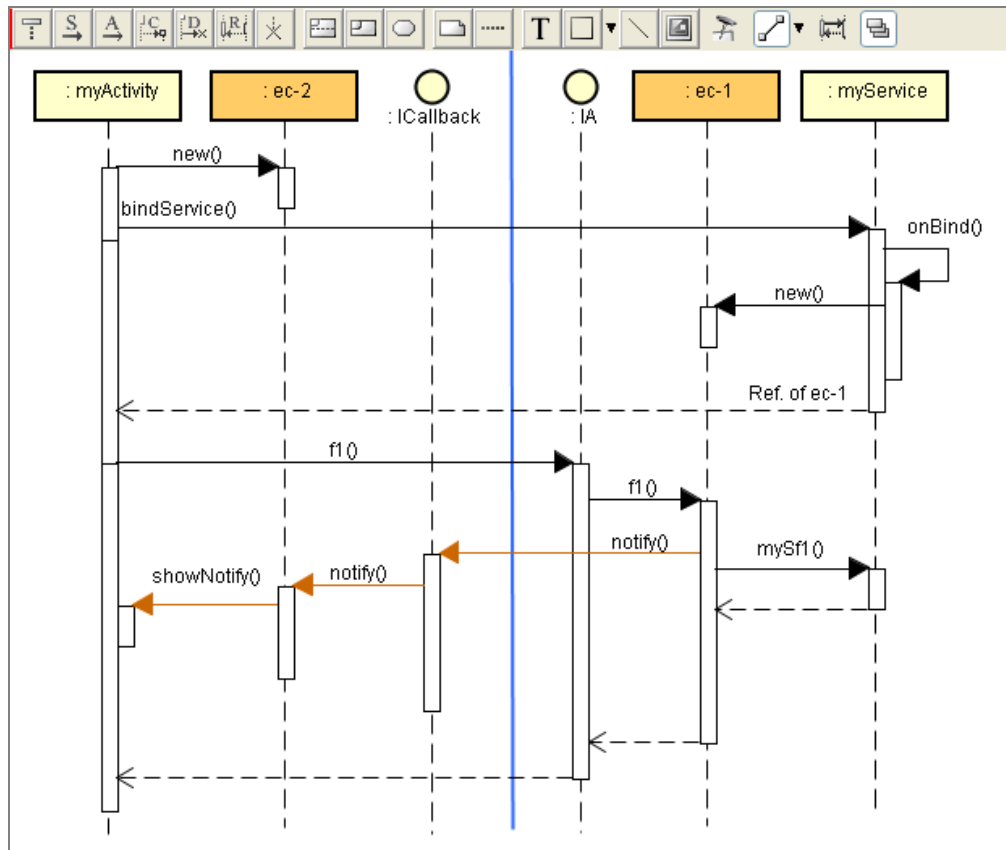 S A C D R T
: myActivity : ec-2 : ICallback : IA : ec-1 : myService
new()
bindService()
onBind()
new()
Ref. of ec-1
f1()
f1()
notify()
mySf1()
notify()
showNotify()